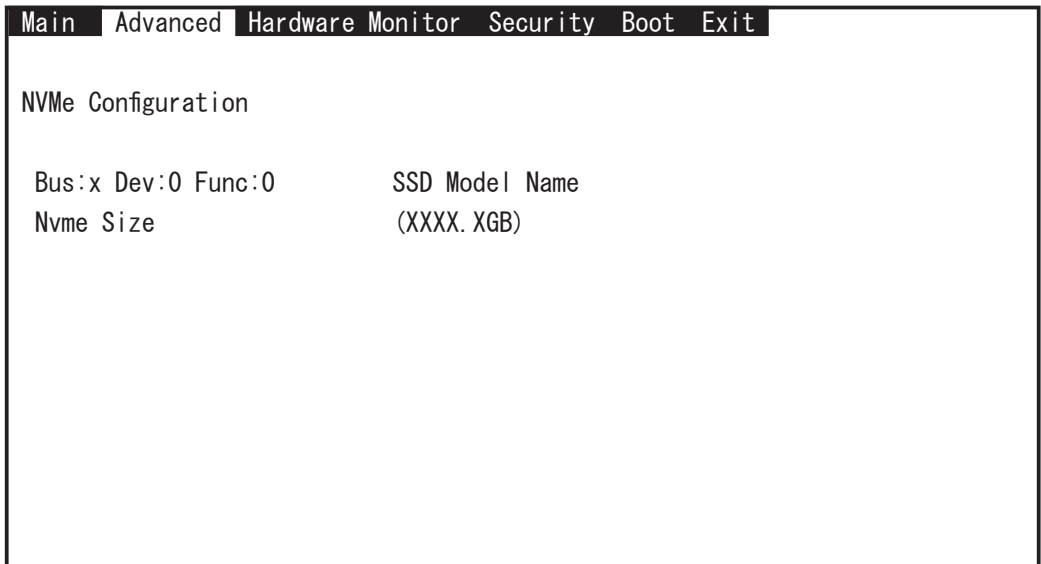 Main Advanced Hardware Monitor Security Boot Exit
NVMe Configuration
Bus:x Dev:0 Func:0 SSD Model Name
Nvme Size (XXXX.XGB)